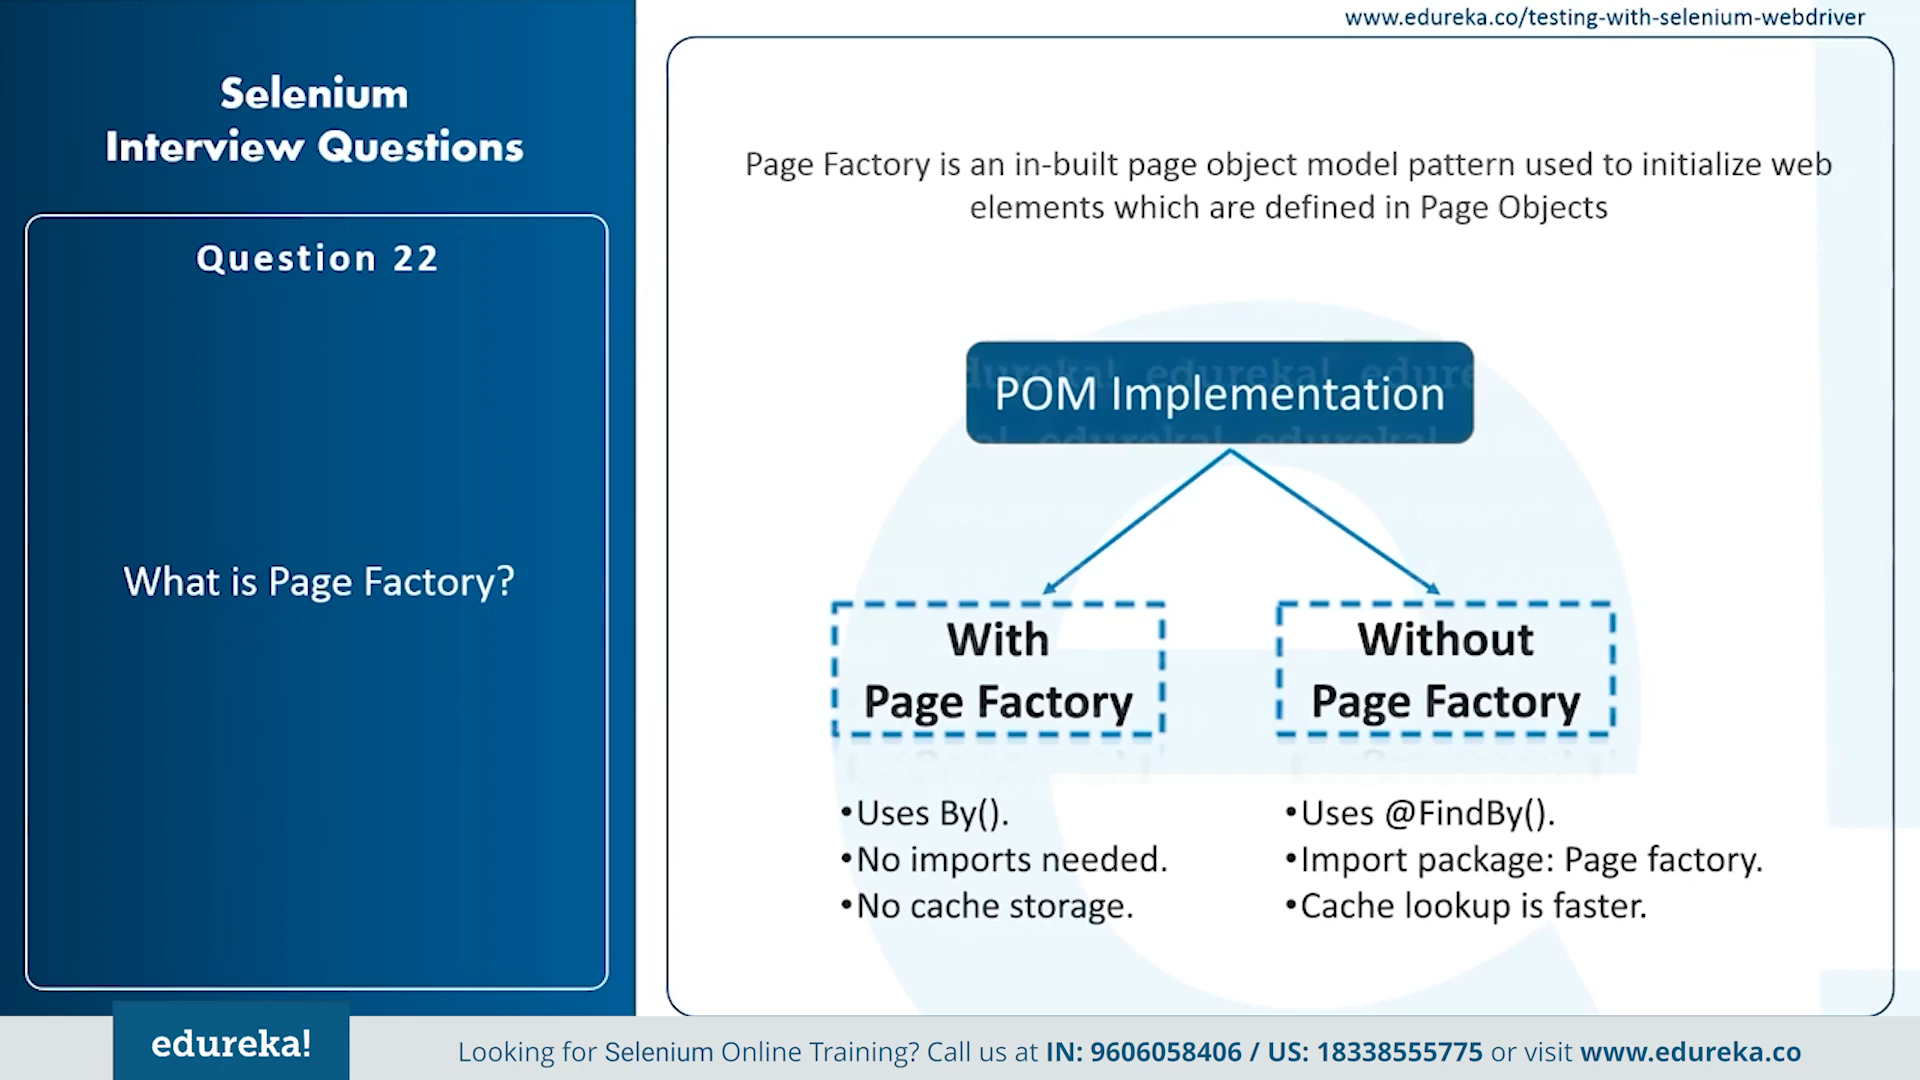 www.edureka.co/testing-with-selenium-webdriver
Selenium
Interview Questions
Question 22
What is Page Factory?
Page Factory is an in-built page object model pattern used to initialize web
elements which are defined in Page Objects
POM Implementation
With
Page Factory
Without
Page Factory
•Uses By().
•No imports needed.
•No cache storage.
•Uses @FindBy().
•Import package: Page factory.
•Cache lookup is faster.
edureka!
Looking for Selenium Online Training? Call us at IN: 9606058406 / US: 18338555775 or visit www.edureka.co